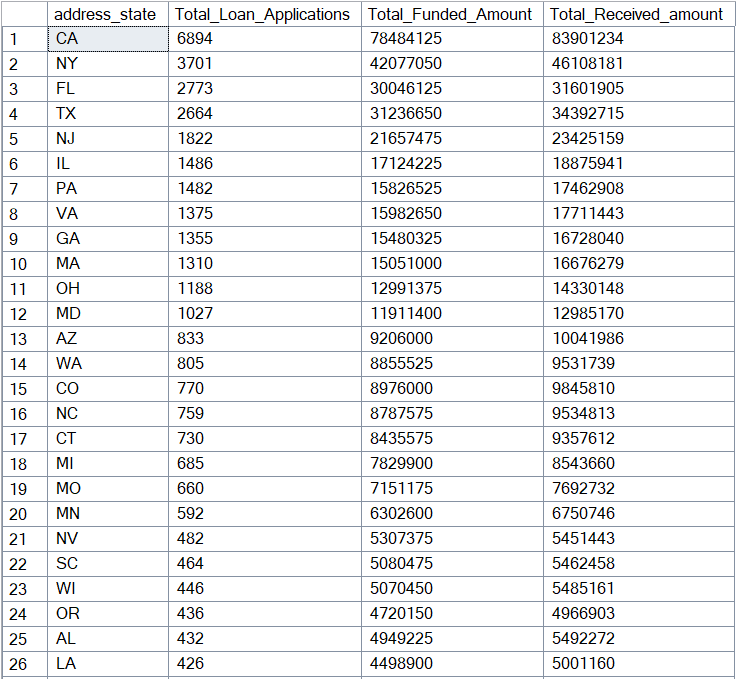 address_state Total_Loan_Applications Total_Funded_Amount Total_Received_amount
1 CA 6894 78484125 83901234
2 NY 3701 42077050 46108181
3 FL 2773 30046125 31601905
4 TX 2664 31236650 34392715
5 NJ 1822 21657475 23425159
6 IL 1486 17124225 18875941
7 PA 1482 15826525 17462908
8 VA 1375 15982650 17711443
9 GA 1355 15480325 16728040
10 MA 1310 15051000 16676279
11 OH 1188 12991375 14330148
12 MD 1027 11911400 12985170
13 AZ 833 9206000 10041986
14 WA 805 8855525 9531739
15 CO 770 8976000 9845810
16 NC 759 8787575 9534813
17 CT 730 8435575 9357612
18 MI 685 7829900 8543660
19 MO 660 7151175 7692732
20 MN 592 6302600 6750746
21 NV 482 5307375 5451443
22 SC 464 5080475 5462458
23 WI 446 5070450 5485161
24 OR 436 4720150 4966903
25 AL 432 4949225 5492272
26 LA 426 4498900 5001160